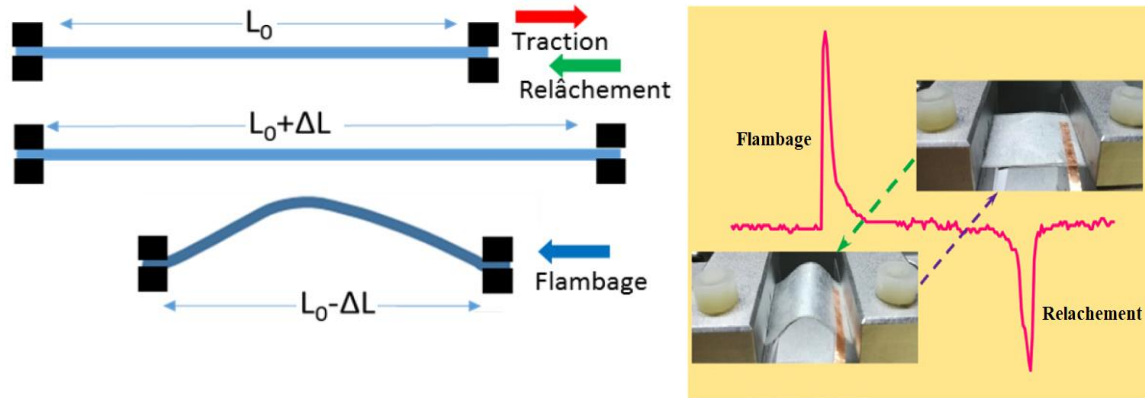 L₀
Traction
Relâchement
L₀+ΔL
Flambage
L₀-ΔL
Flambage
Relachement